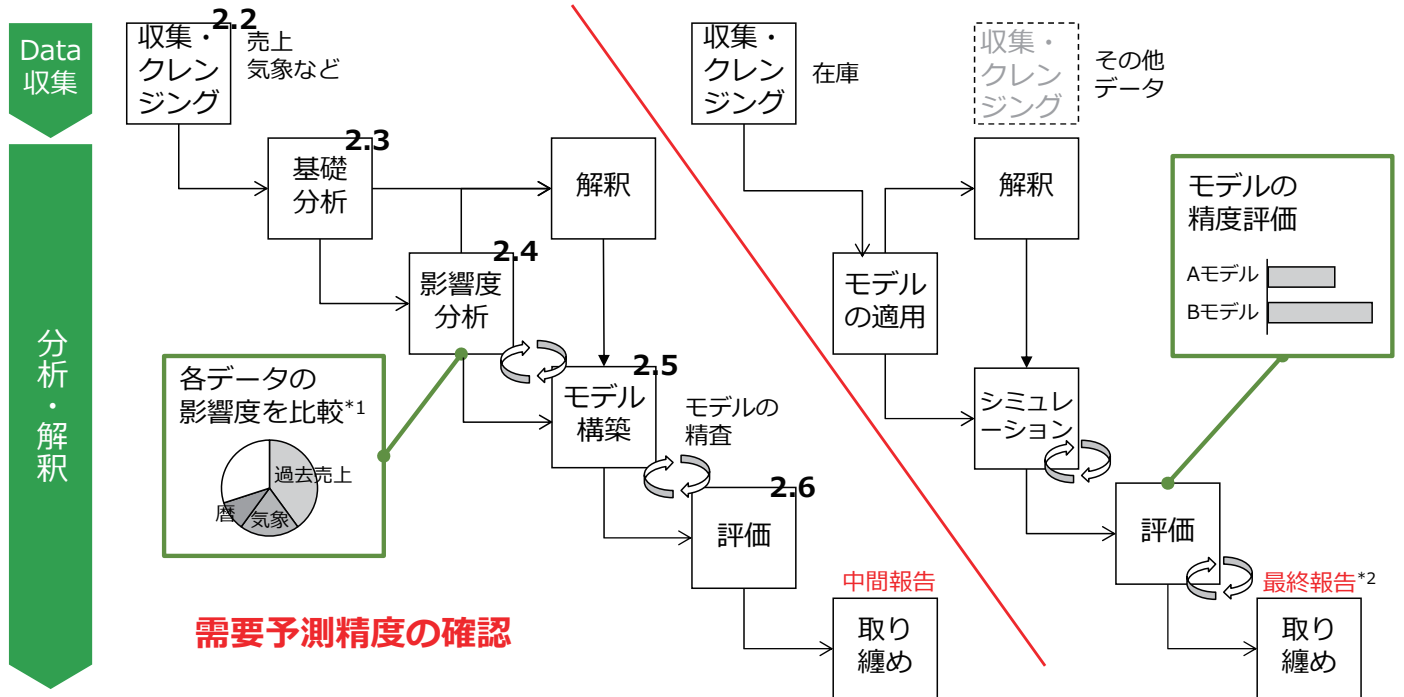 Data
収集
分析・解釈
2.2
収集・
クレン
ジング
売上
気象など
2.3
基礎
分析
解釈
2.4
影響度
分析
各データの
影響度を比較*1
過去売上
気象
暦
2.5
モデル
構築
モデルの
精査
2.6
評価
中間報告
取り
纏め
需要予測精度の確認
収集・
クレン
ジング
在庫
収集・
クレン
ジング
その他
データ
解釈
モデル
の適用
シミュレ
ーション
モデルの
精度評価
Aモデル
Bモデル
評価
最終報告*2
取り
纏め